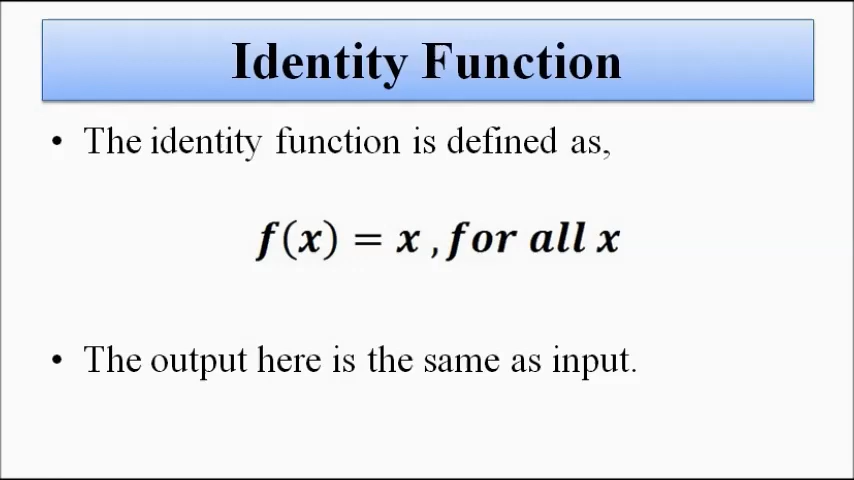 Identity Function
• The identity function is defined as,
f(x) = x , for all x
• The output here is the same as input.